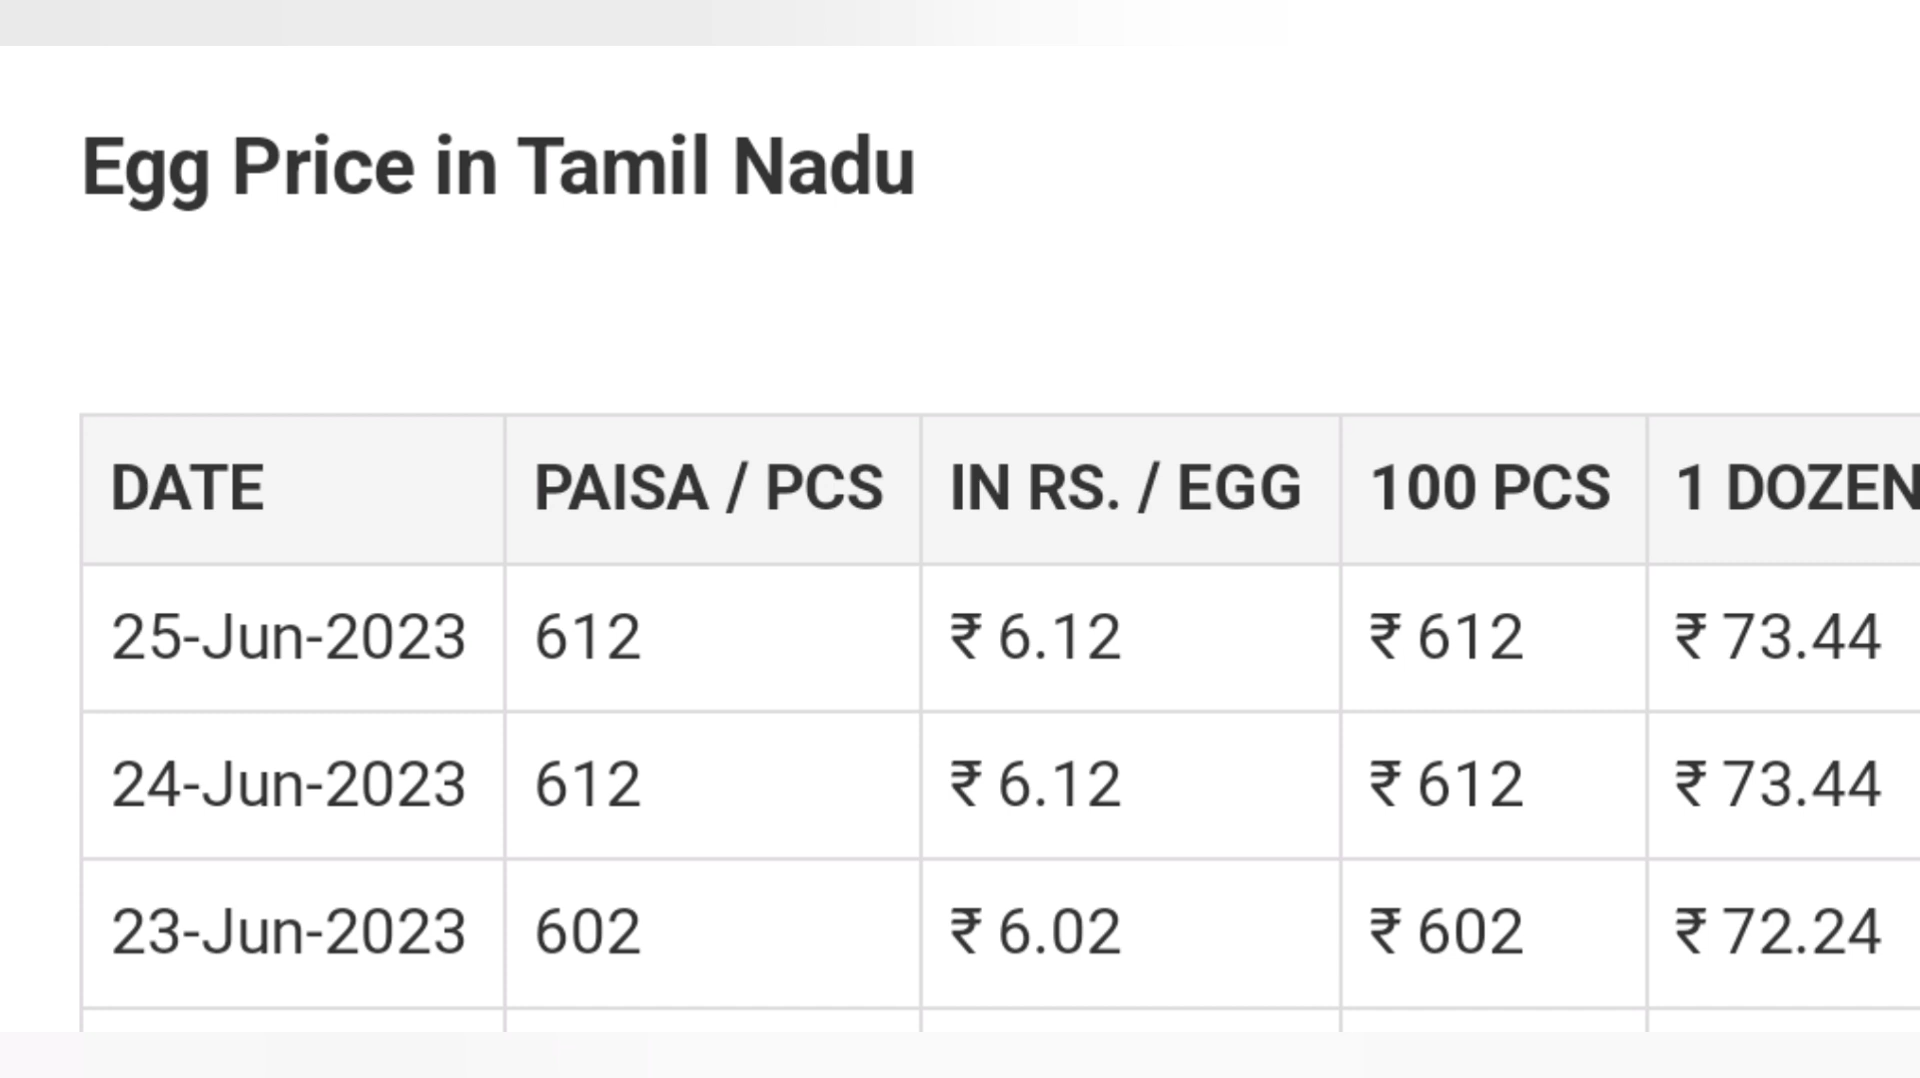 Egg Price in Tamil Nadu
DATE PAISA / PCS IN RS. / EGG 100 PCS 1 DOZEN
25-Jun-2023 612 ₹ 6.12 ₹ 612 ₹ 73.44
24-Jun-2023 612 ₹ 6.12 ₹ 612 ₹ 73.44
23-Jun-2023 602 ₹ 6.02 ₹ 602 ₹ 72.24